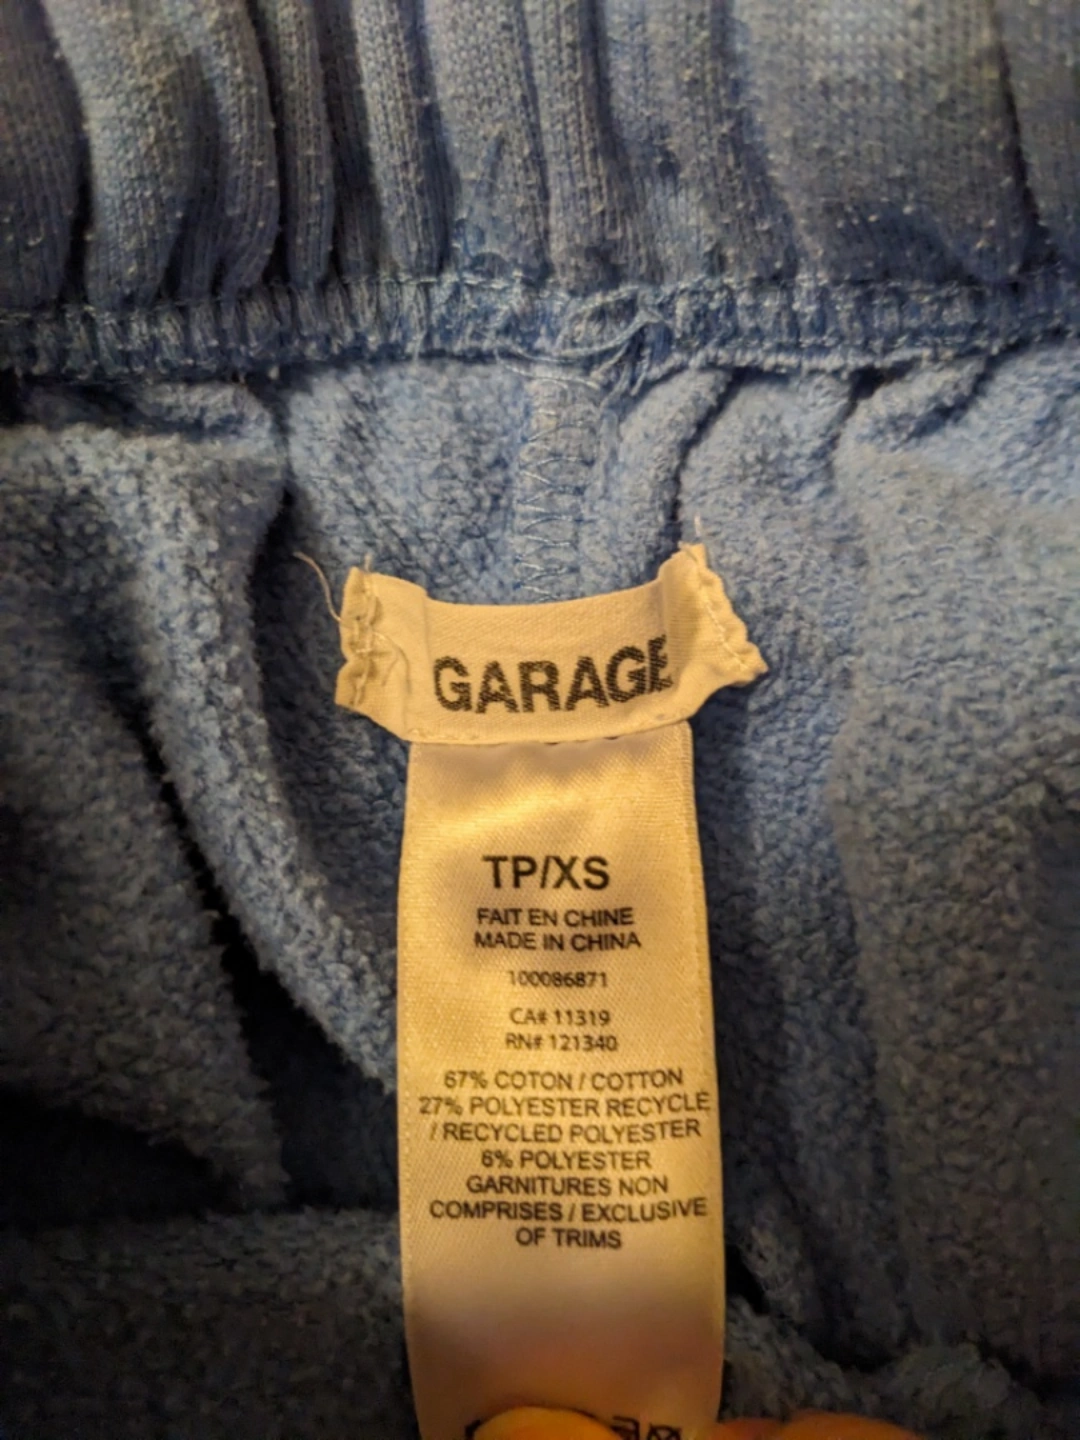 GARAGE
TP/XS
FAIT EN CHINE
MADE IN CHINA
100086871
CA# 11319
RN# 121340
67% COTON / COTTON
27% POLYESTER RECYCLE
/ RECYCLED POLYESTER
6% POLYESTER
GARNITURES NON
COMPRISES / EXCLUSIVE
OF TRIMS